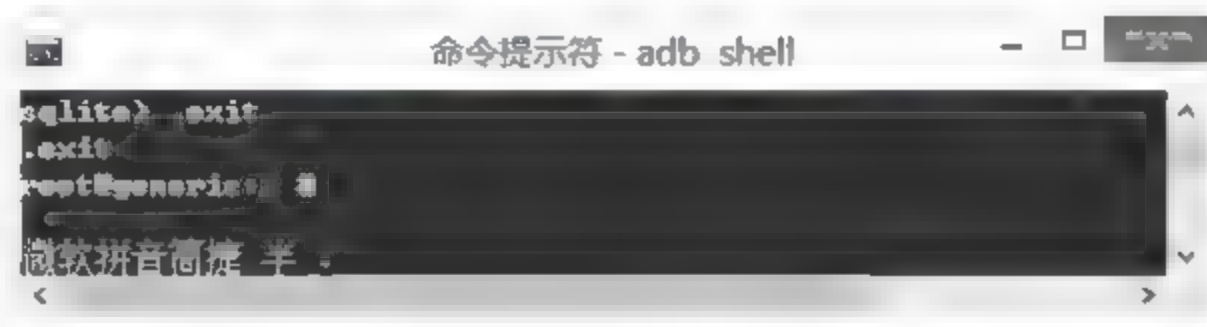 命令提示符 - adb shell
sqlite> .exit
.exit
root@generic:/ #
微软拼音简捷 半 :